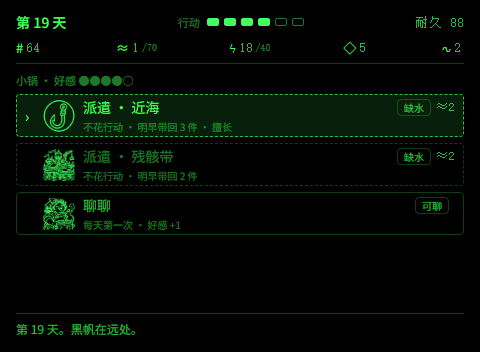 第 19 天 行动 耐久 88
# 64 ≈ 1 /70 ϟ 18 /40 ◇ 5 ∿ 2
小锅 · 好感 ●●●●○
› 派遣 · 近海 缺水 ≈2
不花行动 · 明早带回 3 件 · 擅长
派遣 · 残骸带 缺水 ≈2
不花行动 · 明早带回 2 件
聊聊 可聊
每天第一次 · 好感 +1
第 19 天。黑帆在远处。